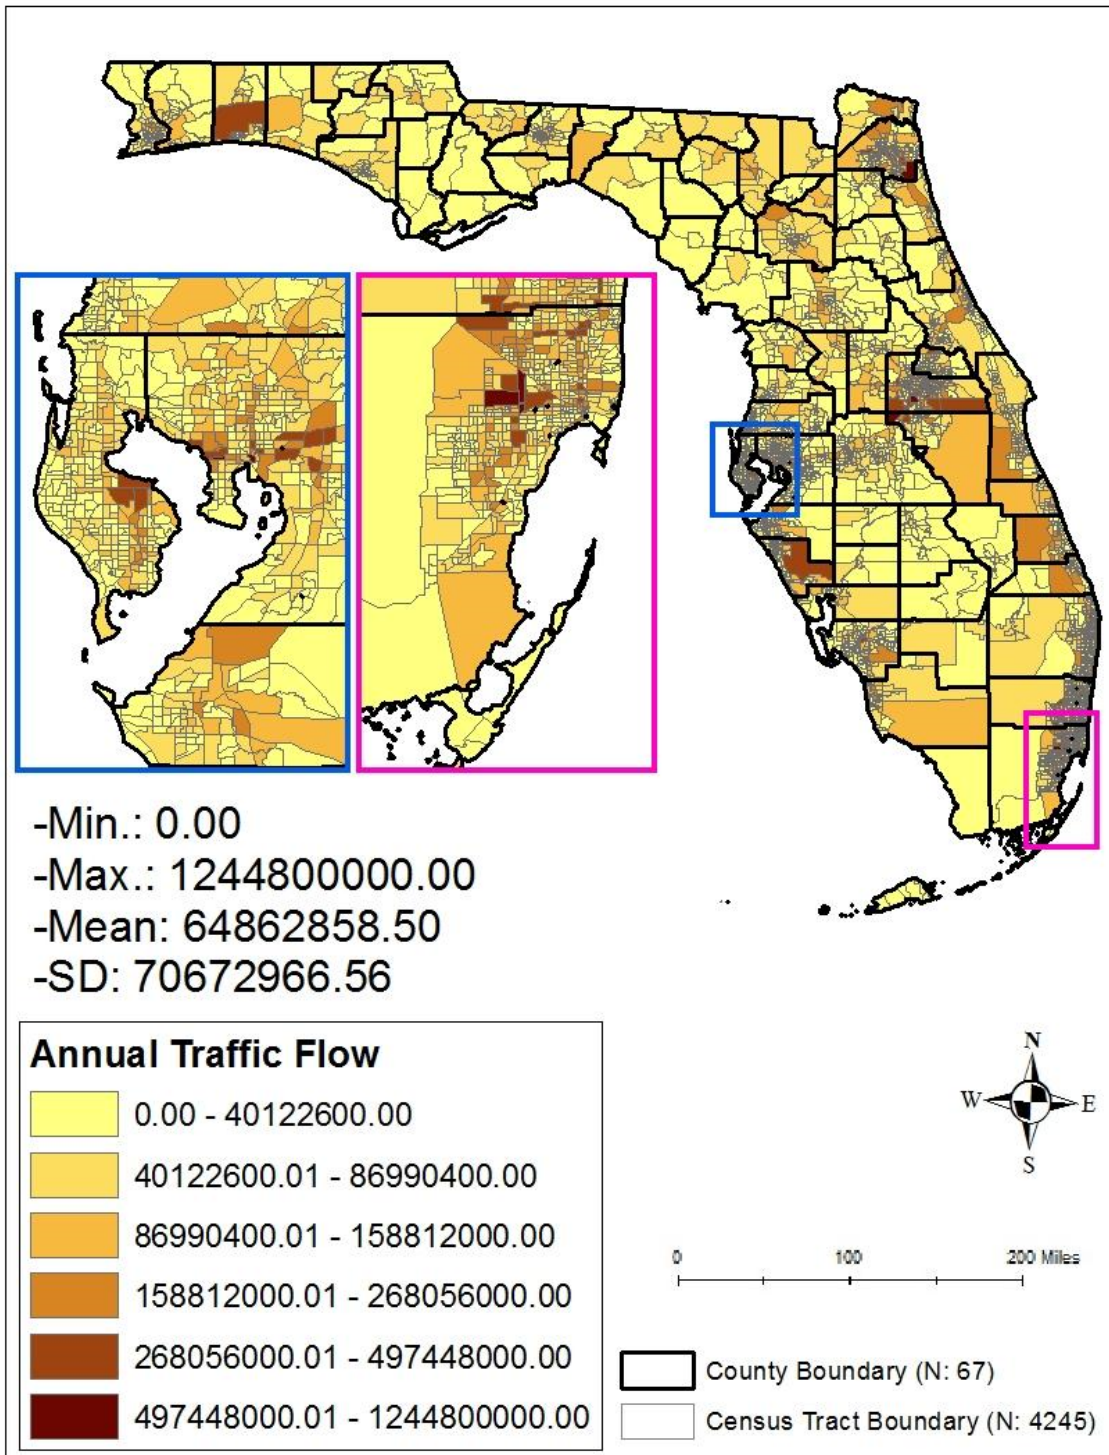 -Min.: 0.00
-Max.: 1244800000.00
-Mean: 64862858.50
-SD: 70672966.56
Annual Traffic Flow
0.00 - 40122600.00
40122600.01 - 86990400.00
86990400.01 - 158812000.00
158812000.01 - 268056000.00
268056000.01 - 497448000.00
497448000.01 - 1244800000.00
N
W E
S
0 100 200 Miles
County Boundary (N: 67)
Census Tract Boundary (N: 4245)